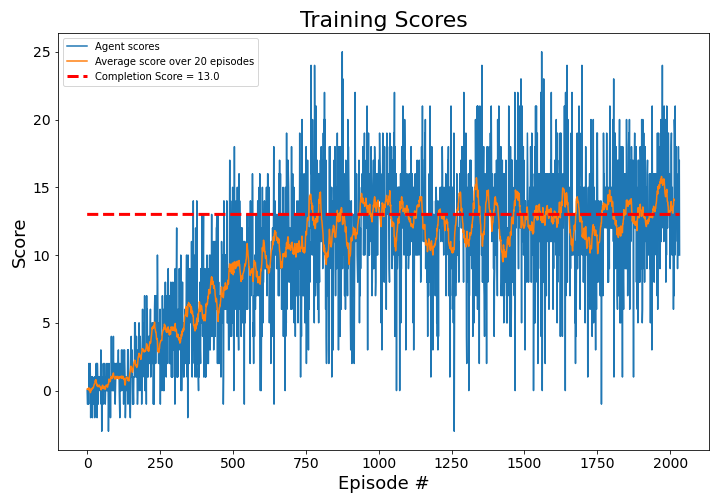 Training Scores
Agent scores
Average score over 20 episodes
Completion Score = 13.0
25
20
15
10
5
0
Score
0 250 500 750 1000 1250 1500 1750 2000
Episode #